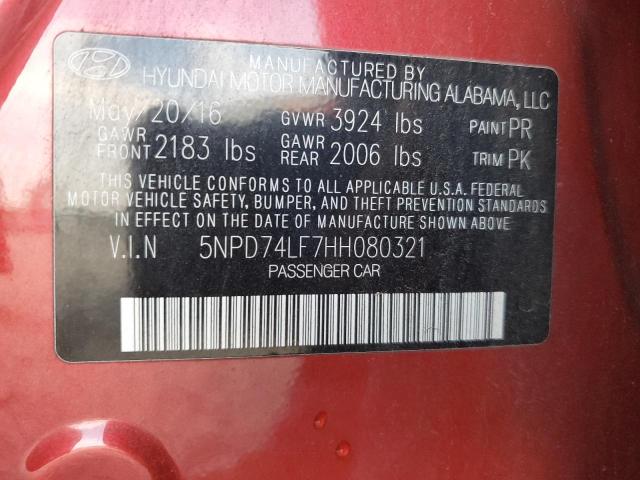 MANUFACTURED BY
HYUNDAI MOTOR MANUFACTURING ALABAMA, LLC
May/20/16 GVWR 3924 lbs PAINT PR
GAWR FRONT 2183 lbs GAWR REAR 2006 lbs TRIM PK
THIS VEHICLE CONFORMS TO ALL APPLICABLE U.S.A. FEDERAL
MOTOR VEHICLE SAFETY, BUMPER, AND THEFT PREVENTION STANDARDS
IN EFFECT ON THE DATE OF MANUFACTURE SHOWN ABOVE
V.I.N 5NPD74LF7HH080321
PASSENGER CAR